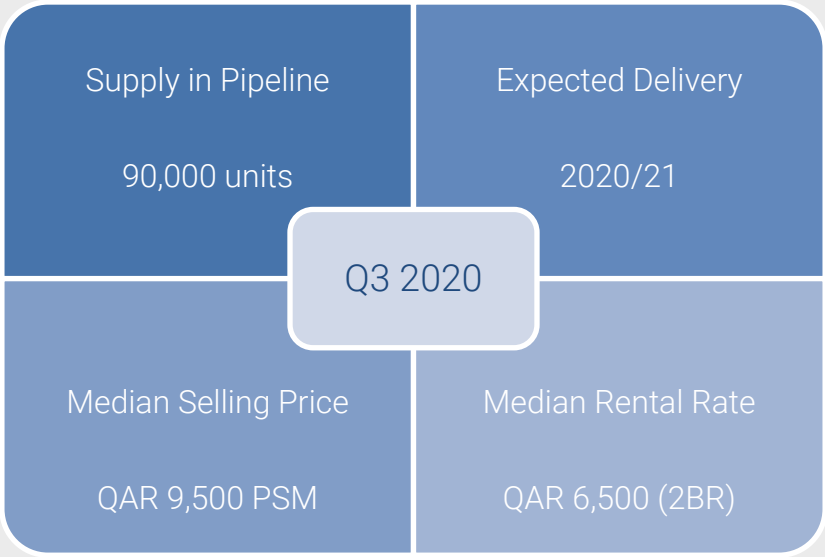 Supply in Pipeline
90,000 units
Expected Delivery
2020/21
Q3 2020
Median Selling Price
QAR 9,500 PSM
Median Rental Rate
QAR 6,500 (2BR)